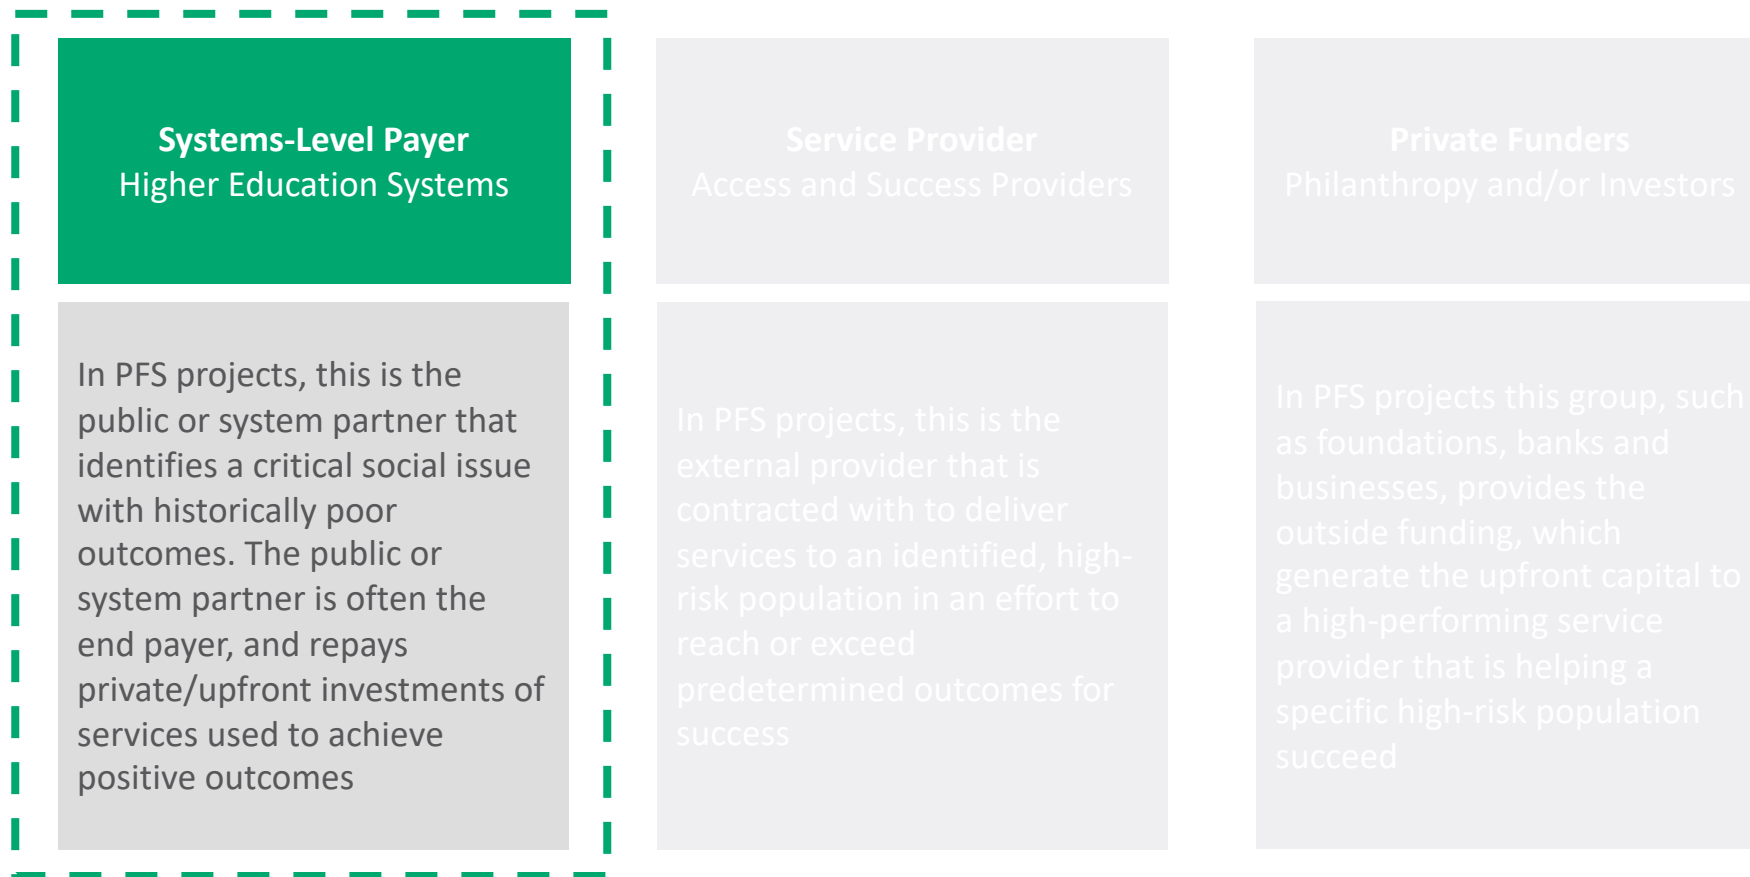 Systems-Level Payer
Higher Education Systems
In PFS projects, this is the
public or system partner that
identifies a critical social issue
with historically poor
outcomes. The public or
system partner is often the
end payer, and repays
private/upfront investments of
services used to achieve
positive outcomes
Service Provider
Access and Success Providers
In PFS projects, this is the
external provider that is
contracted with to deliver
services to an identified, high-
risk population in an effort to
reach or exceed
predetermined outcomes for
success
Private Funders
Philanthropy and/or Investors
In PFS projects this group, such
as foundations, banks and
businesses, provides the
outside funding, which
generate the upfront capital to
a high-performing service
provider that is helping a
specific high-risk population
succeed